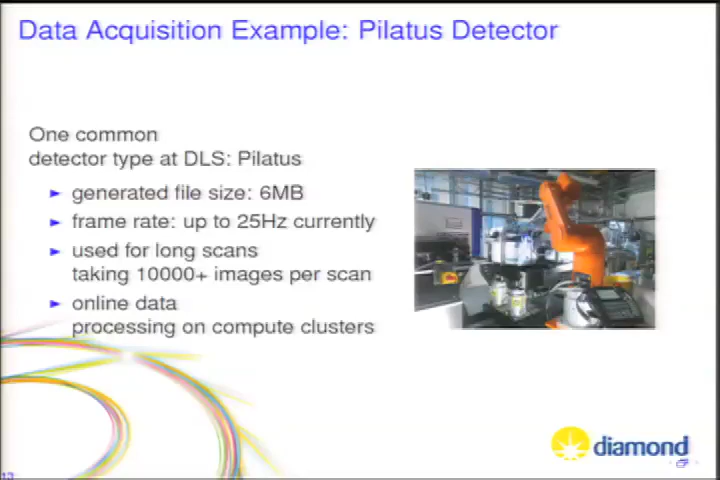 Data Acquisition Example: Pilatus Detector
One common
detector type at DLS: Pilatus
► generated file size: 6MB
► frame rate: up to 25Hz currently
► used for long scans
taking 10000+ images per scan
► online data
processing on compute clusters
diamond
13